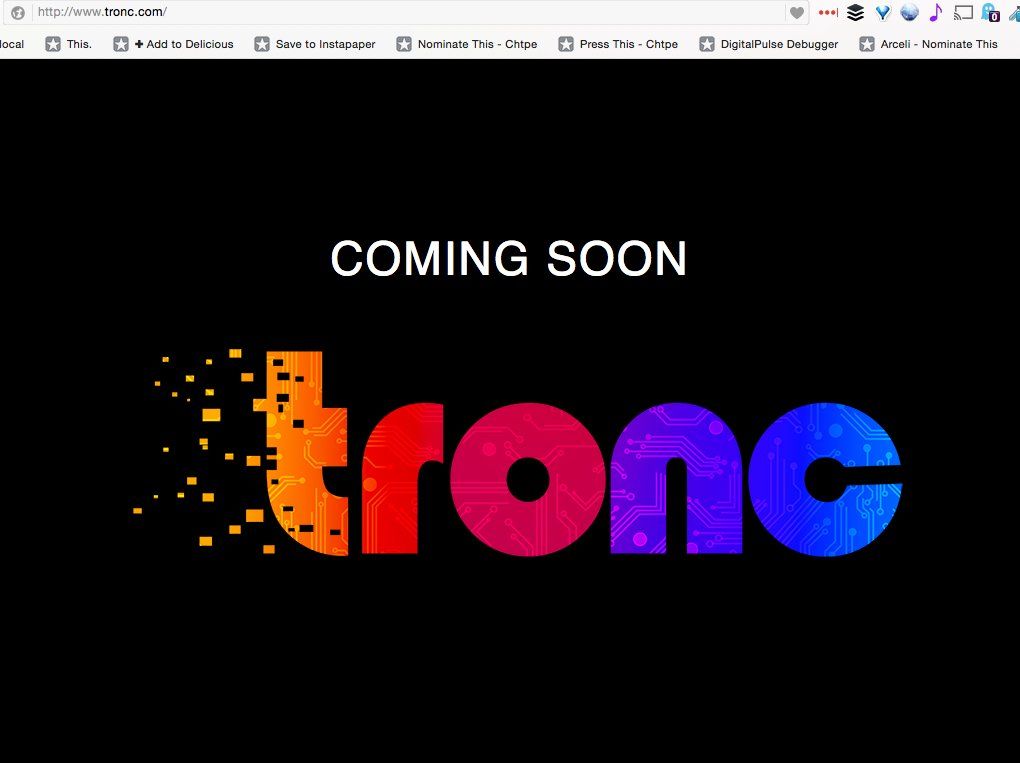 http://www.tronc.com/
0
local This. + Add to Delicious Save to Instapaper Nominate This - Chtpe Press This - Chtpe DigitalPulse Debugger Arceli - Nominate This
COMING SOON
tronc